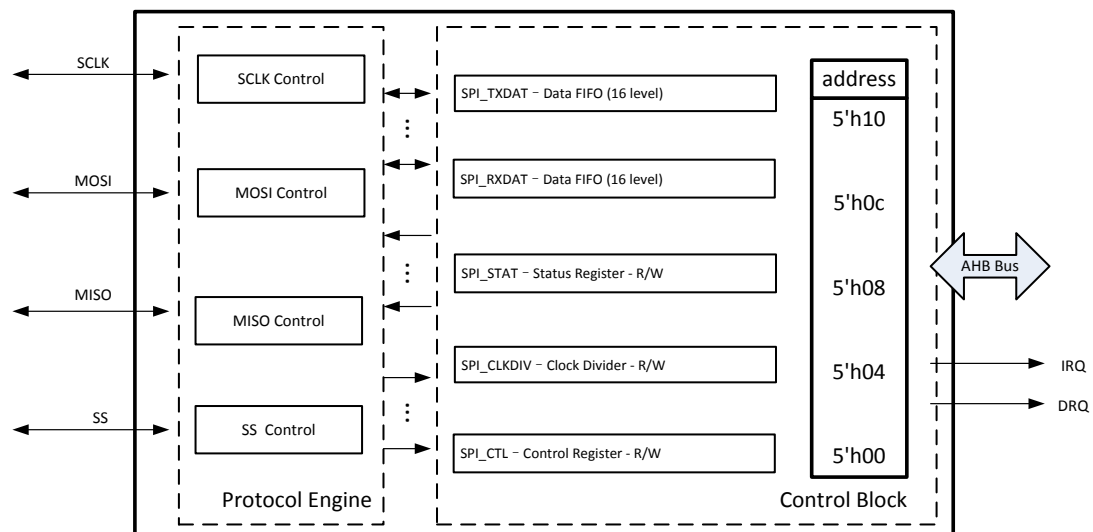 SCLK
SCLK Control
SPI_TXDAT – Data FIFO (16 level)
address
5'h10
MOSI
MOSI Control
SPI_RXDAT – Data FIFO (16 level)
5'h0c
SPI_STAT – Status Register - R/W
5'h08
AHB Bus
MISO
MISO Control
SPI_CLKDIV – Clock Divider - R/W
5'h04
IRQ
DRQ
SS
SS Control
SPI_CTL – Control Register - R/W
5'h00
Protocol Engine
Control Block